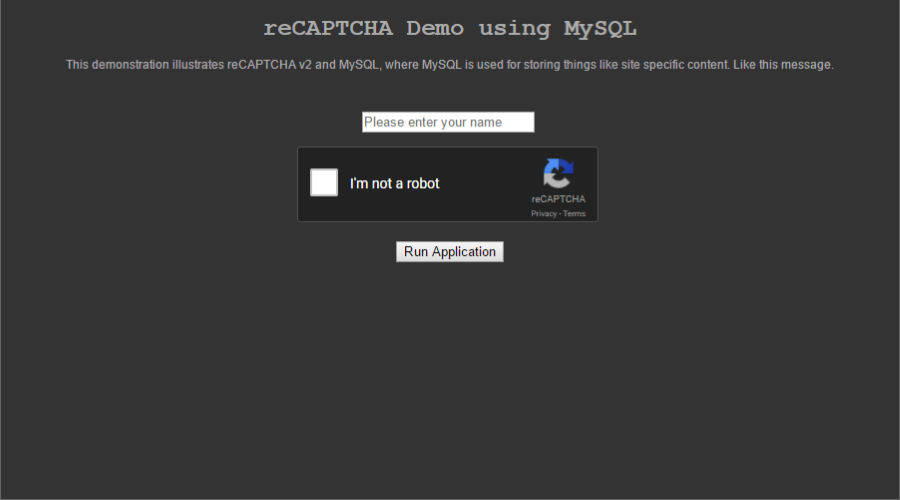 reCAPTCHA Demo using MySQL
This demonstration illustrates reCAPTCHA v2 and MySQL, where MySQL is used for storing things like site specific content. Like this message.
Please enter your name
I'm not a robot
reCAPTCHA
Privacy - Terms
Run Application